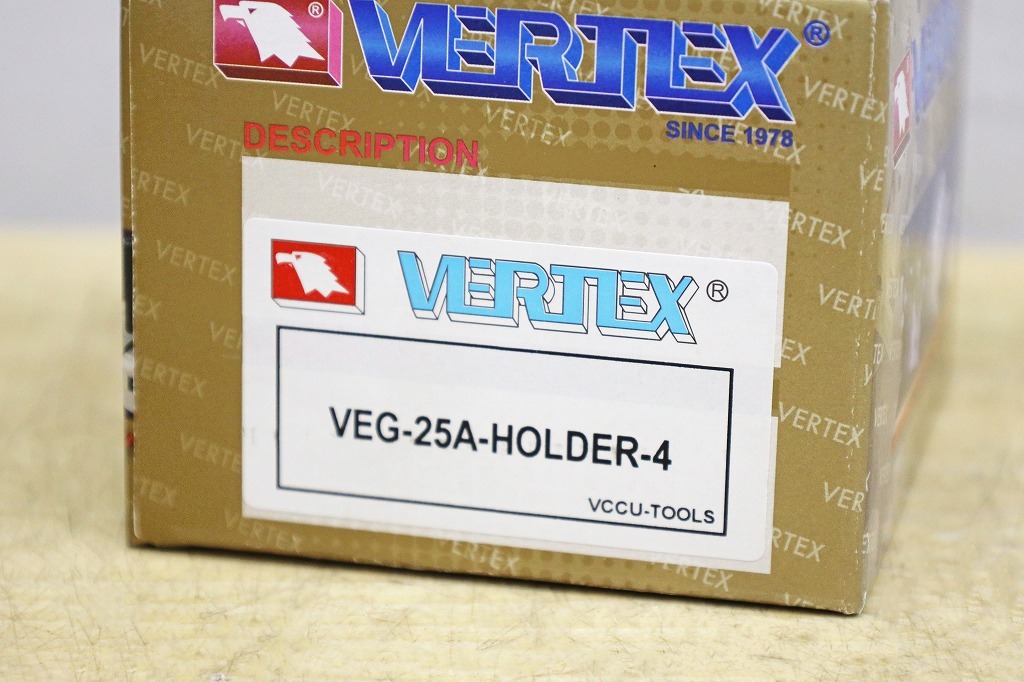 VERTEX®
SINCE 1978
DESCRIPTION
VERTEX®
VEG-25A-HOLDER-4
VCCU-TOOLS